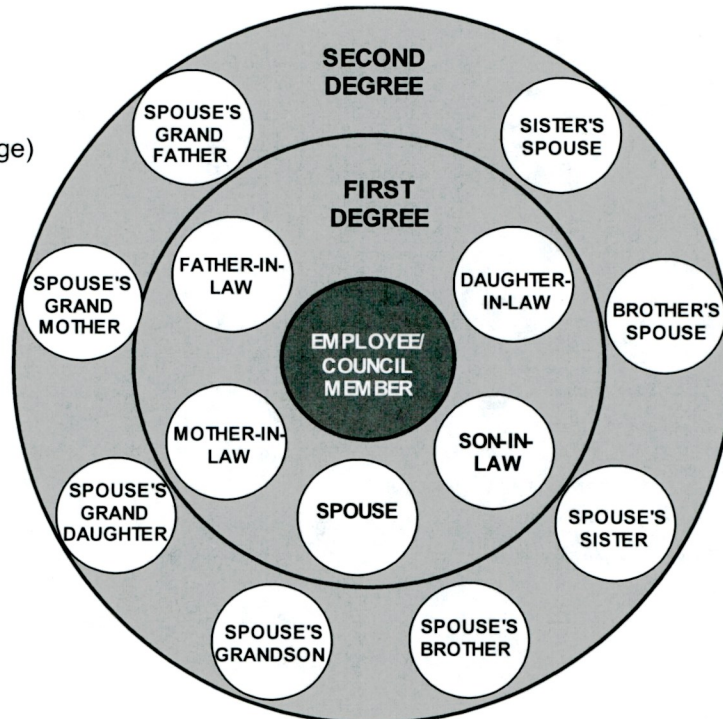 ge)
SECOND
DEGREE
SPOUSE'S
GRAND
FATHER
SISTER'S
SPOUSE
FIRST
DEGREE
FATHER-IN-
LAW
DAUGHTER-
IN-LAW
SPOUSE'S
GRAND
MOTHER
BROTHER'S
SPOUSE
EMPLOYEE/
COUNCIL
MEMBER
MOTHER-IN-
LAW
SON-IN-
LAW
SPOUSE'S
GRAND
DAUGHTER
SPOUSE
SPOUSE'S
SISTER
SPOUSE'S
GRANDSON
SPOUSE'S
BROTHER